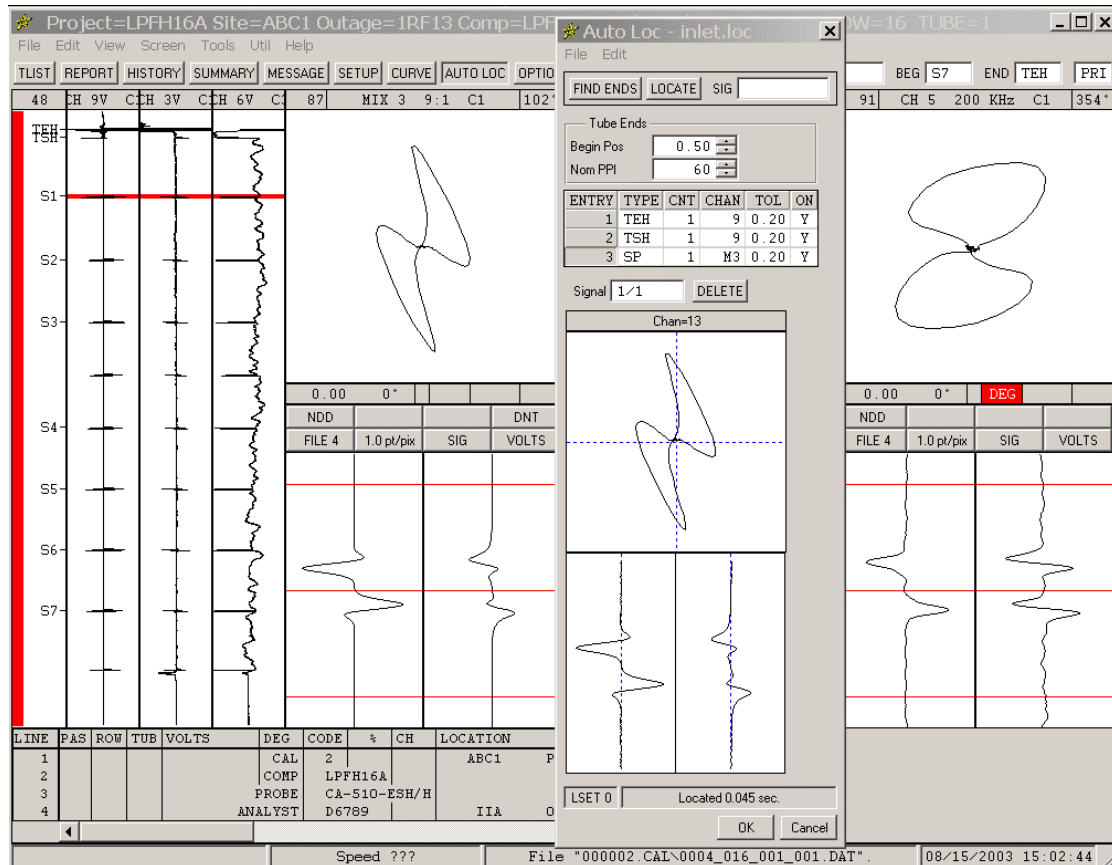 Project=LPFH16A Site=ABC1 Outage=1RF13 Comp=LPF
OW=16 TUBE=1
File Edit View Screen Tools Util Help
TLIST REPORT HISTORY SUMMARY MESSAGE SETUP CURVE AUTO LOC OPTIO
BEG S7 END TEH PRI
48 CH 9V CH 3V CH 6V
87 MIX 3 9:1 C1 102°
91 CH 5 200 KHz C1 354°
TEH
TSH
S1
S2
S3
S4
S5
S6
S7
0.00 0°
NDD DNT
FILE 4 1.0 pt/pix SIG VOLTS
Auto Loc - inlet.loc
File Edit
FIND ENDS LOCATE SIG
Tube Ends
Begin Pos 0.50
Nom PPI 60
ENTRY TYPE CNT CHAN TOL ON
1 TEH 1 9 0.20 Y
2 TSH 1 9 0.20 Y
3 SP 1 M3 0.20 Y
Signal 1/1 DELETE
Chan=13
LSET 0 Located 0.045 sec.
OK Cancel
0.00 0° DEG
NDD
FILE 4 1.0 pt/pix SIG VOLTS
LINE PAS ROW TUB VOLTS DEG CODE % CH LOCATION
1 CAL 2 ABC1 P
2 COMP LPFH16A
3 PROBE CA-510-ESH/H
4 ANALYST D6789 IIA O
Speed ??? File "000002.CAL\0004_016_001_001.DAT". 08/15/2003 15:02:44